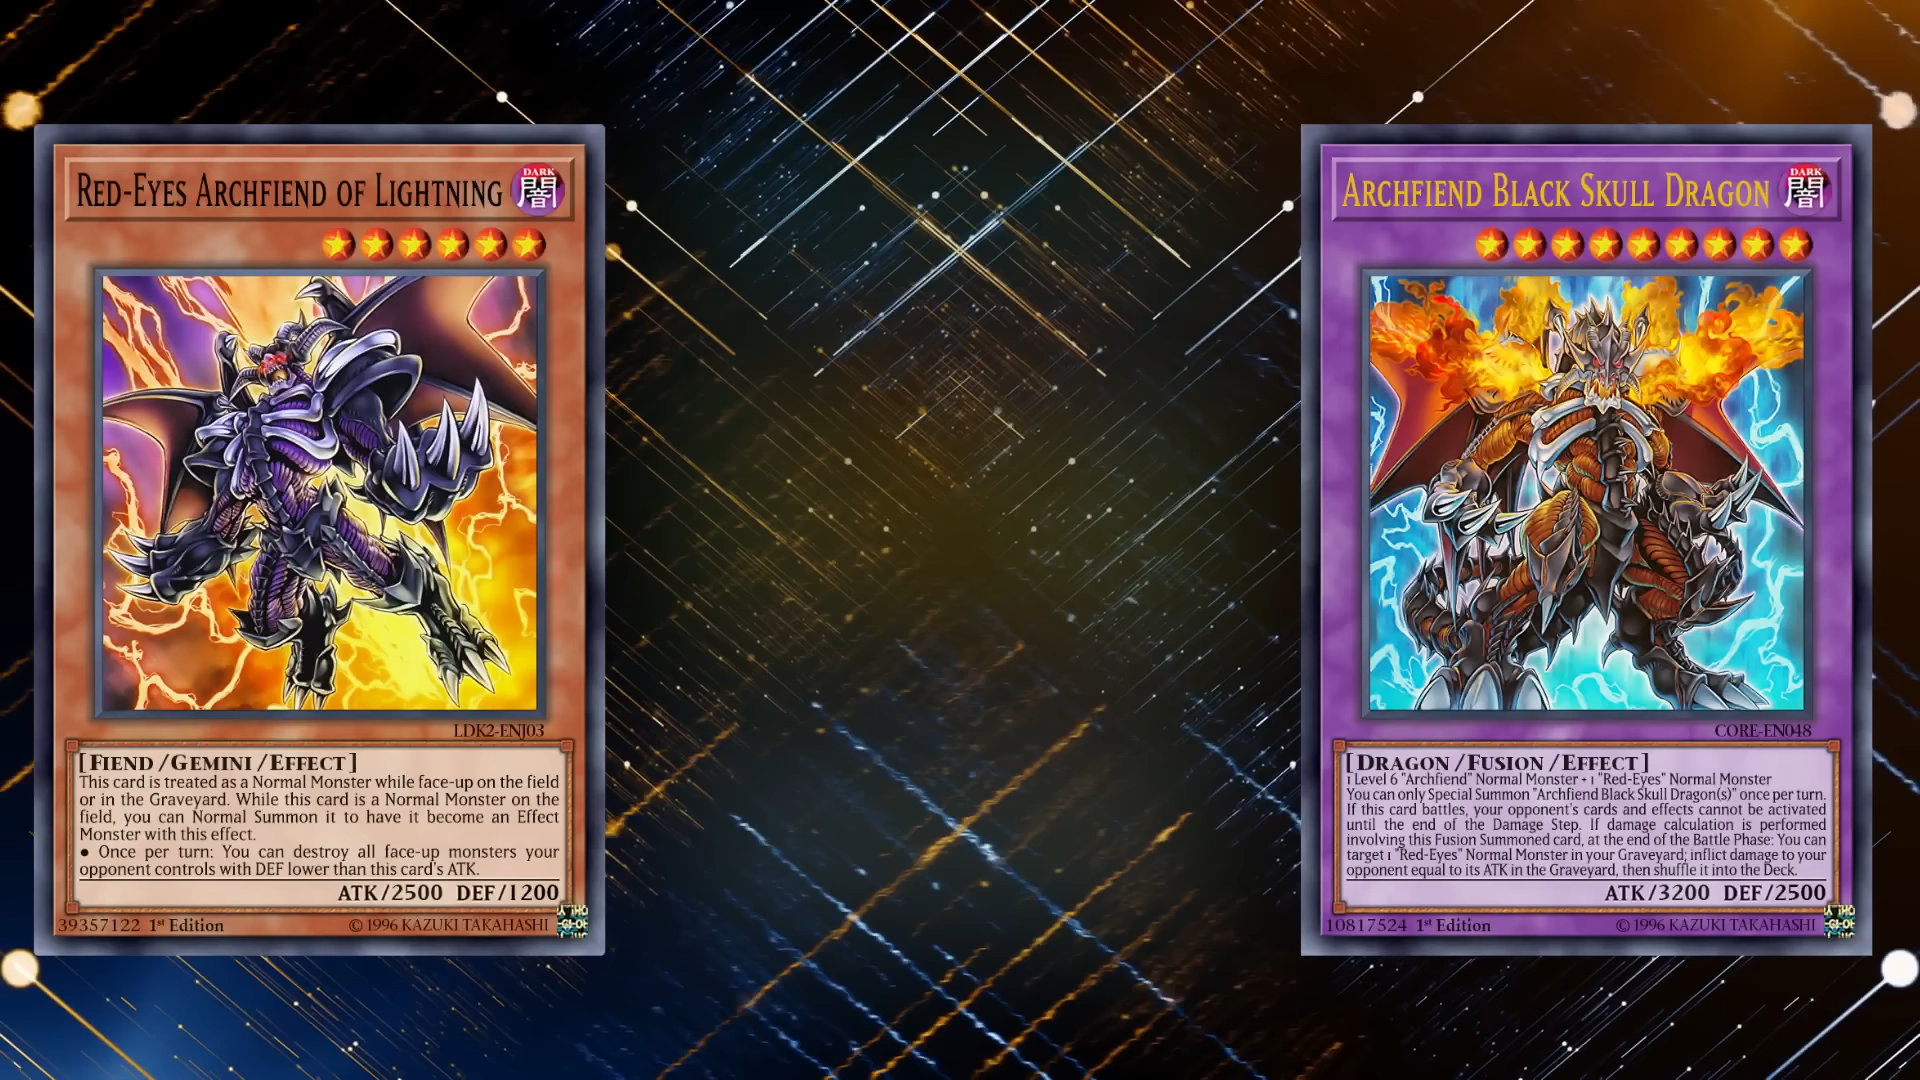 RED-EYES ARCHFIEND OF LIGHTNING
DARK
闇
LDK2-ENJ03
[FIEND/GEMINI/EFFECT]
This card is treated as a Normal Monster while face-up on the field
or in the Graveyard. While this card is a Normal Monster on the
field, you can Normal Summon it to have it become an Effect
Monster with this effect.
● Once per turn: You can destroy all face-up monsters your
opponent controls with DEF lower than this card's ATK.
ATK/2500 DEF/1200
39357122 1st Edition
© 1996 KAZUKI TAKAHASHI
ARCHFIEND BLACK SKULL DRAGON
DARK
闇
CORE-EN048
[DRAGON/FUSION/EFFECT]
1 Level 6 "Archfiend" Normal Monster + 1 "Red-Eyes" Normal Monster
You can only Special Summon "Archfiend Black Skull Dragon(s)" once per turn.
If this card battles, your opponent's cards and effects cannot be activated
until the end of the Damage Step. If damage calculation is performed
involving this Fusion Summoned card, at the end of the Battle Phase: You can
target 1 "Red-Eyes" Normal Monster in your Graveyard; inflict damage to your
opponent equal to its ATK in the Graveyard, then shuffle it into the Deck.
ATK/3200 DEF/2500
10817524 1st Edition
© 1996 KAZUKI TAKAHASHI